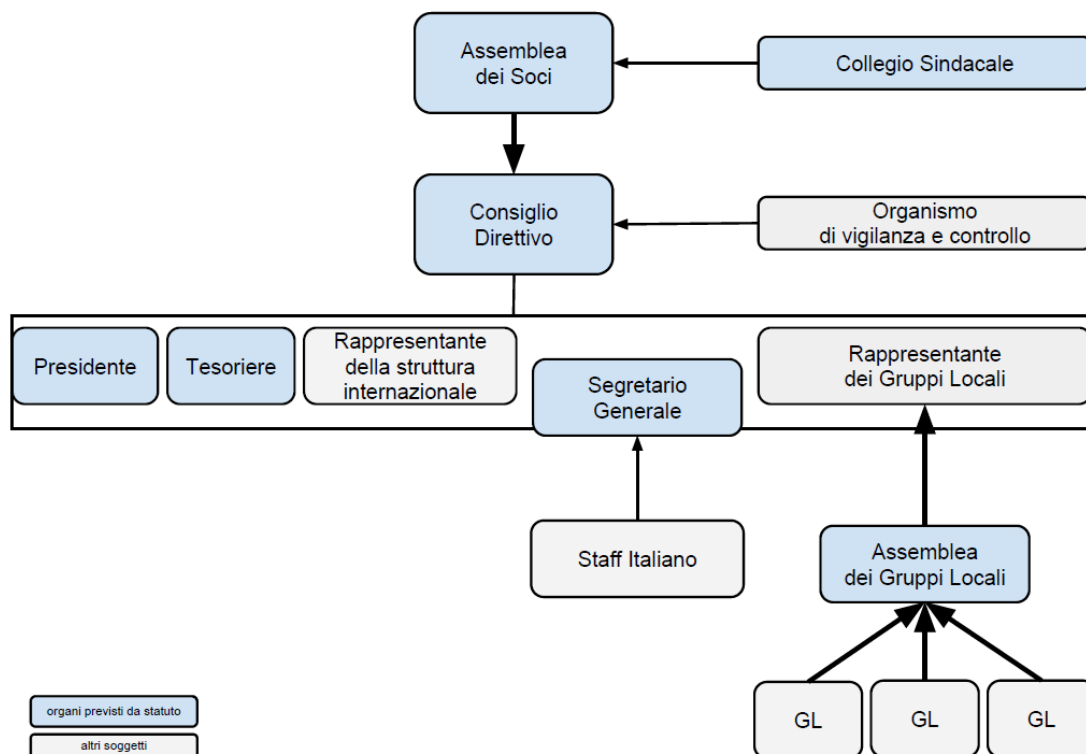 Assemblea
dei Soci
Collegio Sindacale
Consiglio
Direttivo
Organismo
di vigilanza e controllo
Presidente
Tesoriere
Rappresentante
della struttura
internazionale
Segretario
Generale
Rappresentante
dei Gruppi Locali
Staff Italiano
Assemblea
dei Gruppi Locali
GL
GL
GL
organi previsti da statuto
altri soggetti